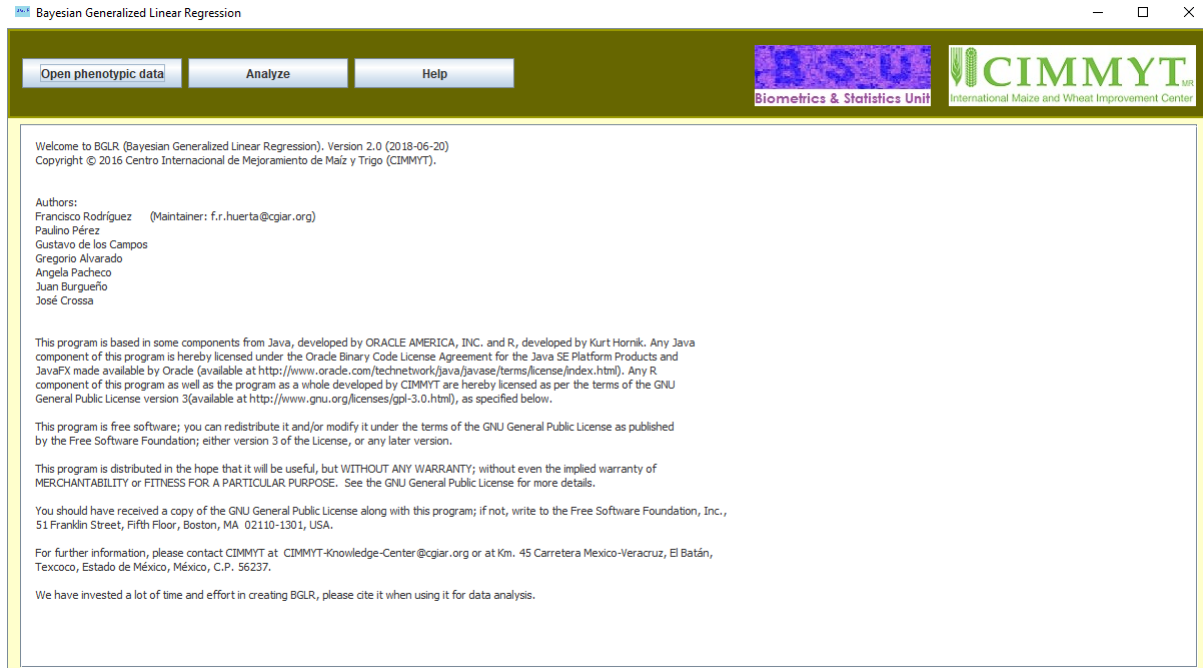 Bayesian Generalized Linear Regression
Open phenotypic data
Analyze
Help
B S U
Biometrics & Statistics Unit
CIMMYT MR
International Maize and Wheat Improvement Center
Welcome to BGLR (Bayesian Generalized Linear Regression). Version 2.0 (2018-06-20)
Copyright © 2016 Centro Internacional de Mejoramiento de Maíz y Trigo (CIMMYT).
Authors:
Francisco Rodríguez (Maintainer: f.r.huerta@cgiar.org)
Paulino Pérez
Gustavo de los Campos
Gregorio Alvarado
Angela Pacheco
Juan Burgueño
José Crossa
This program is based in some components from Java, developed by ORACLE AMERICA, INC. and R, developed by Kurt Hornik. Any Java
component of this program is hereby licensed under the Oracle Binary Code License Agreement for the Java SE Platform Products and
JavaFX made available by Oracle (available at http://www.oracle.com/technetwork/java/javase/terms/license/index.html). Any R
component of this program as well as the program as a whole developed by CIMMYT are hereby licensed as per the terms of the GNU
General Public License version 3(available at http://www.gnu.org/licenses/gpl-3.0.html), as specified below.
This program is free software; you can redistribute it and/or modify it under the terms of the GNU General Public License as published
by the Free Software Foundation; either version 3 of the License, or any later version.
This program is distributed in the hope that it will be useful, but WITHOUT ANY WARRANTY; without even the implied warranty of
MERCHANTABILITY or FITNESS FOR A PARTICULAR PURPOSE. See the GNU General Public License for more details.
You should have received a copy of the GNU General Public License along with this program; if not, write to the Free Software Foundation, Inc.,
51 Franklin Street, Fifth Floor, Boston, MA 02110-1301, USA.
For further information, please contact CIMMYT at CIMMYT-Knowledge-Center@cgiar.org or at Km. 45 Carretera Mexico-Veracruz, El Batán,
Texcoco, Estado de México, México, C.P. 56237.
We have invested a lot of time and effort in creating BGLR, please cite it when using it for data analysis.